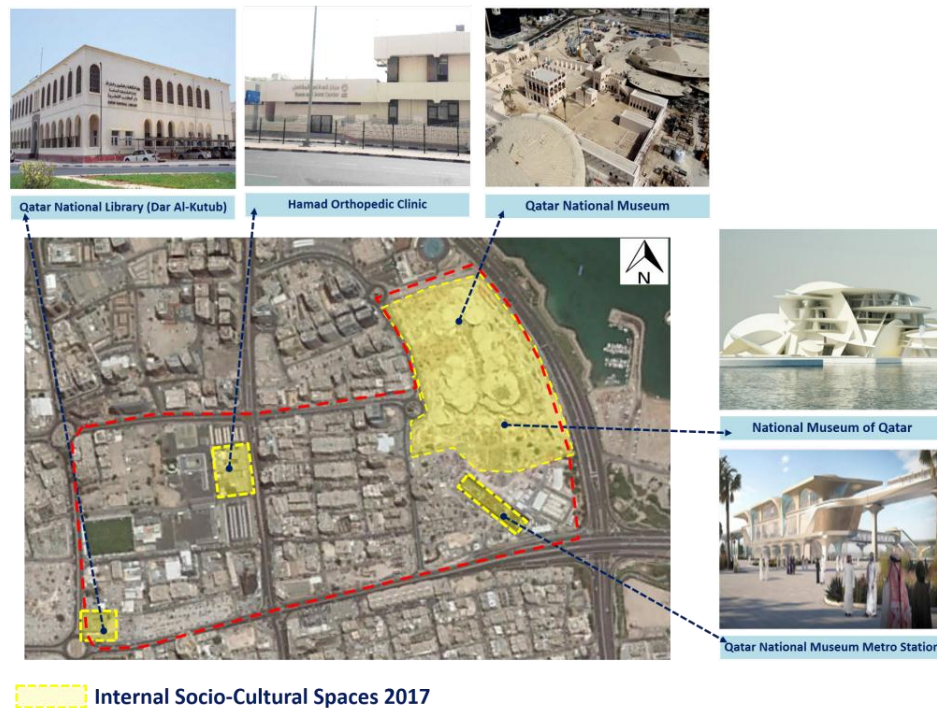 Qatar National Library (Dar Al-Kutub)
Hamad Orthopedic Clinic
Qatar National Museum
N
National Museum of Qatar
Qatar National Museum Metro Station
Internal Socio-Cultural Spaces 2017